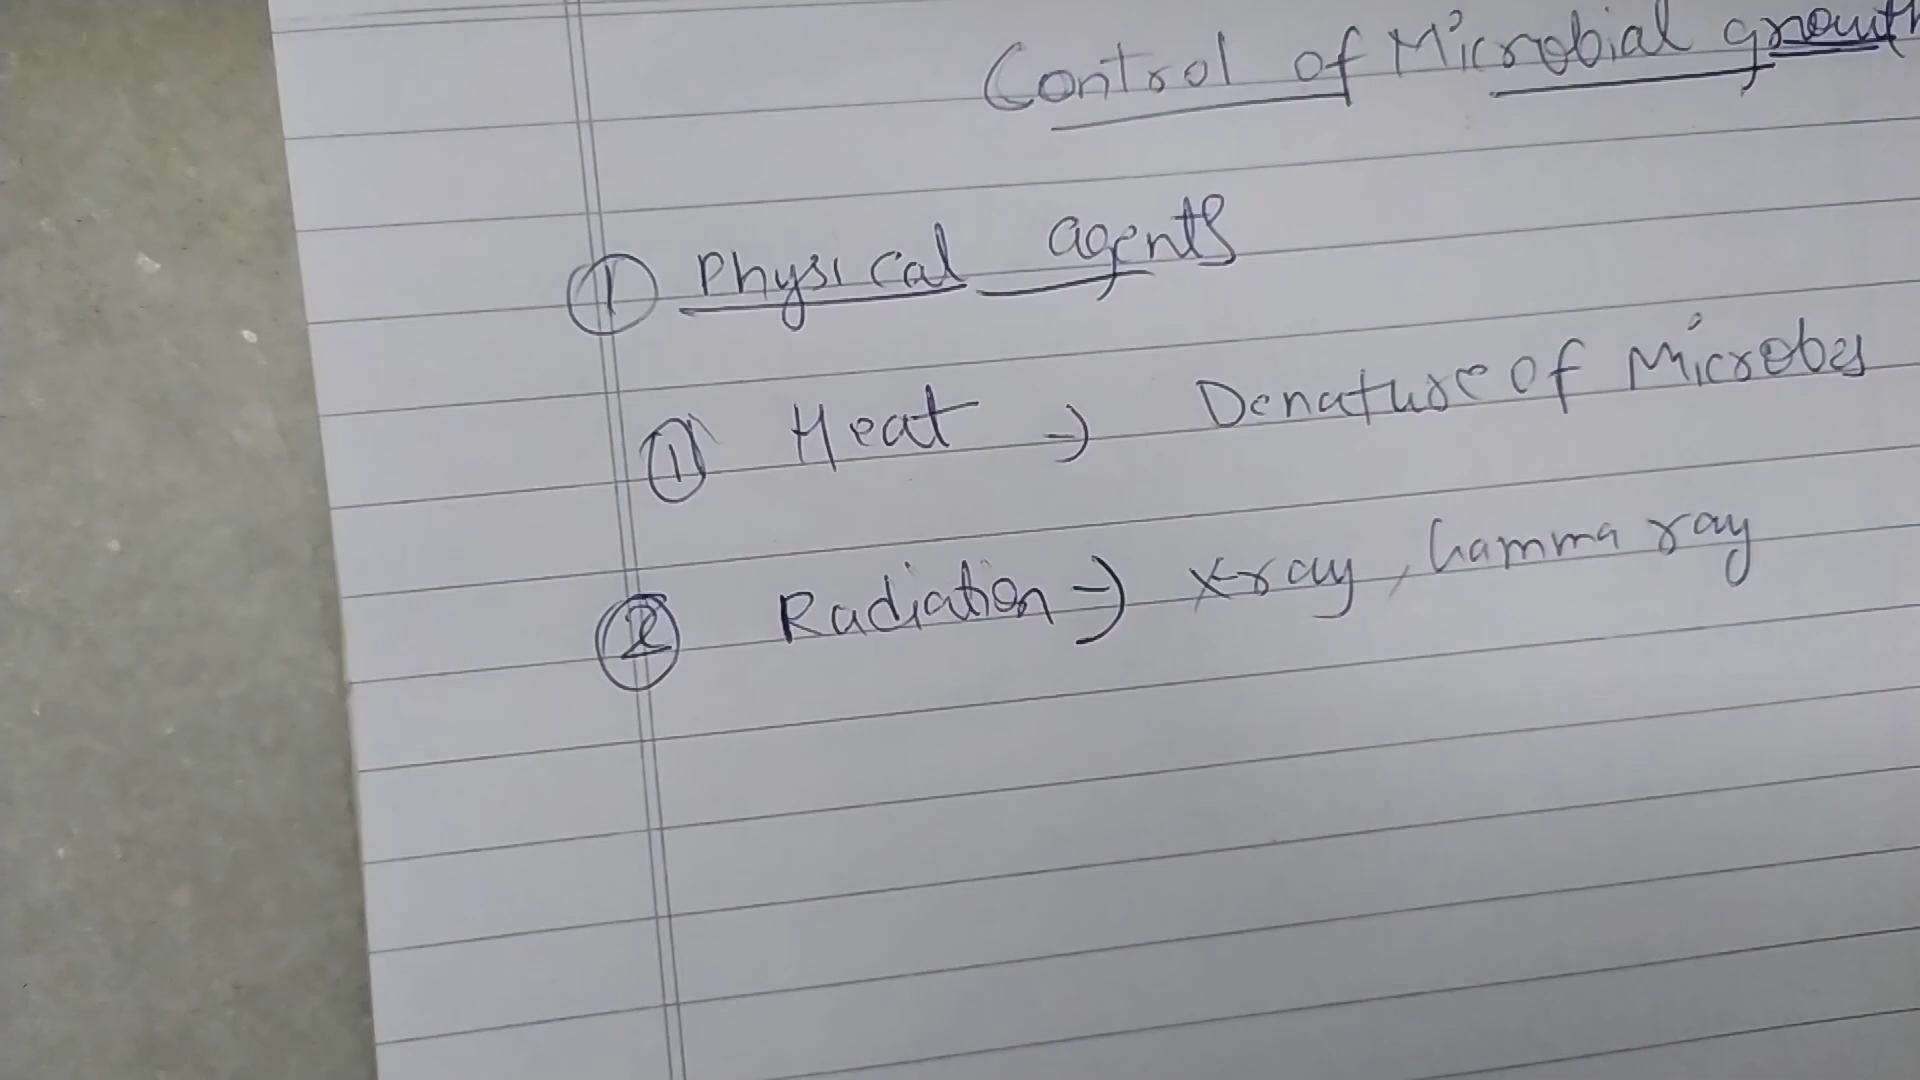 Control of Microbial growth
① Physical agents
① Heat → Denature of Microbes
② Radiation → X-ray, Gamma ray